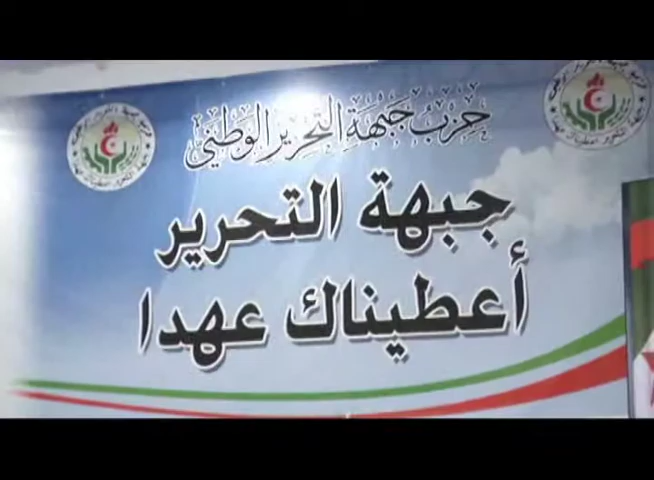 حزب جبهة التحرير الوطني
جبهة التحرير
أعطيناك عهدا